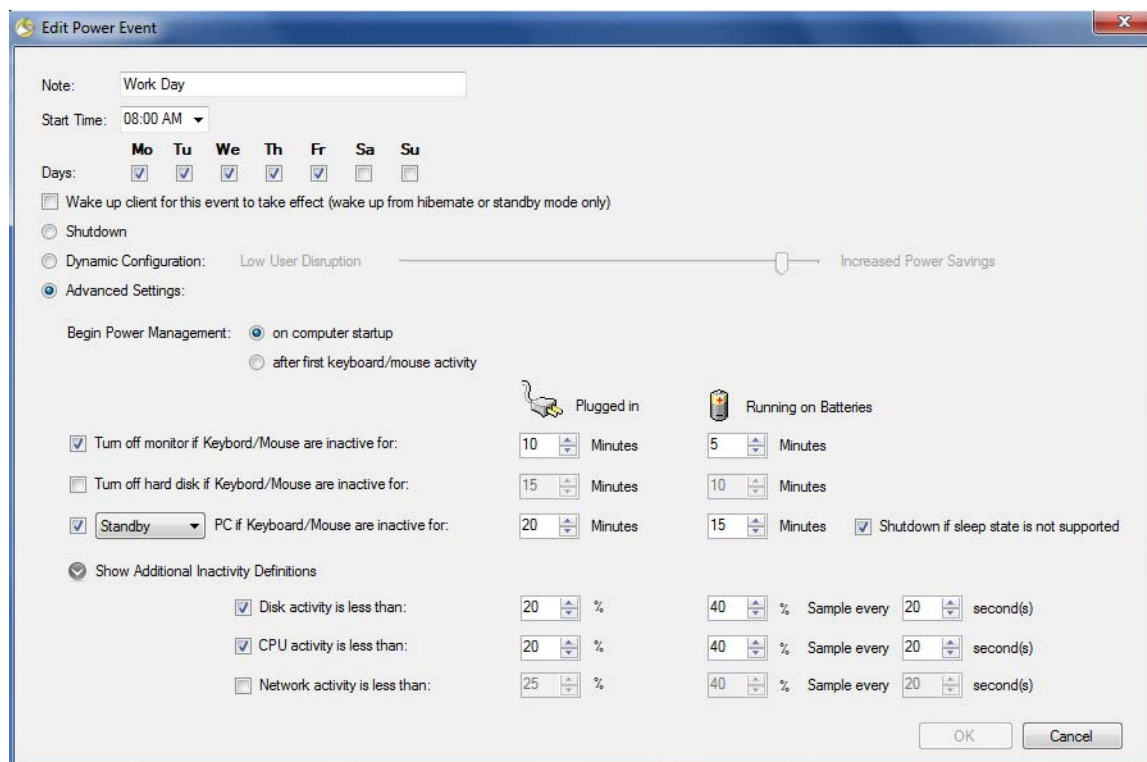 Edit Power Event
Note: Work Day
Start Time: 08:00 AM
Mo Tu We Th Fr Sa Su
Days:
Wake up client for this event to take effect (wake up from hibernate or standby mode only)
Shutdown
Dynamic Configuration: Low User Disruption Increased Power Savings
Advanced Settings:
Begin Power Management: on computer startup
after first keyboard/mouse activity
Plugged in Running on Batteries
Turn off monitor if Keybord/Mouse are inactive for: 10 Minutes 5 Minutes
Turn off hard disk if Keybord/Mouse are inactive for: 15 Minutes 10 Minutes
Standby PC if Keyboard/Mouse are inactive for: 20 Minutes 15 Minutes Shutdown if sleep state is not supported
Show Additional Inactivity Definitions
Disk activity is less than: 20 % 40 % Sample every 20 second(s)
CPU activity is less than: 20 % 40 % Sample every 20 second(s)
Network activity is less than: 25 % 40 % Sample every 20 second(s)
OK Cancel